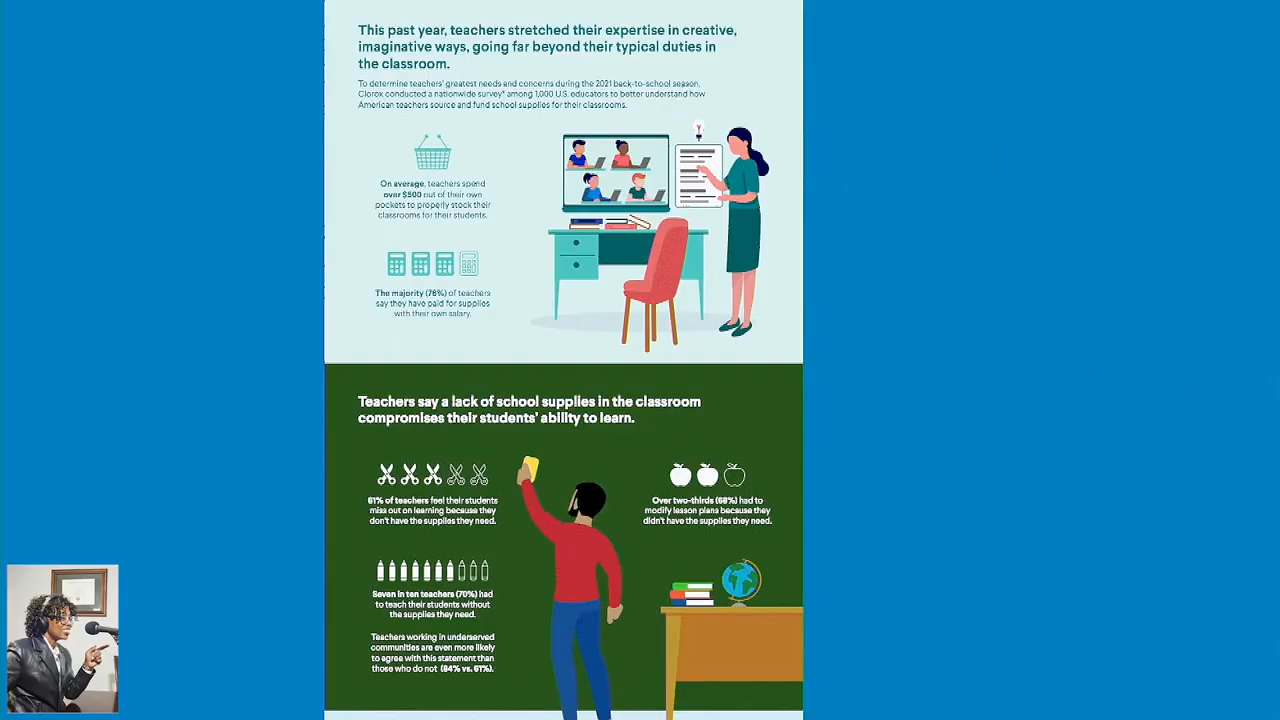 This past year, teachers stretched their expertise in creative,
imaginative ways, going far beyond their typical duties in
the classroom.
To determine teachers' greatest needs and concerns during the 2021 back-to-school season,
Clorox conducted a nationwide survey* among 1,000 U.S. educators to better understand how
American teachers source and fund school supplies for their classrooms.
On average, teachers spend
over $500 out of their own
pockets to properly stock their
classrooms for their students.
The majority (76%) of teachers
say they have paid for supplies
with their own salary.
Teachers say a lack of school supplies in the classroom
compromises their students' ability to learn.
61% of teachers feel their students
miss out on learning because they
don't have the supplies they need.
Over two-thirds (68%) had to
modify lesson plans because they
didn't have the supplies they need.
Seven in ten teachers (70%) had
to teach their students without
the supplies they need.
Teachers working in underserved
communities are even more likely
to agree with this statement than
those who do not (84% vs. 61%).